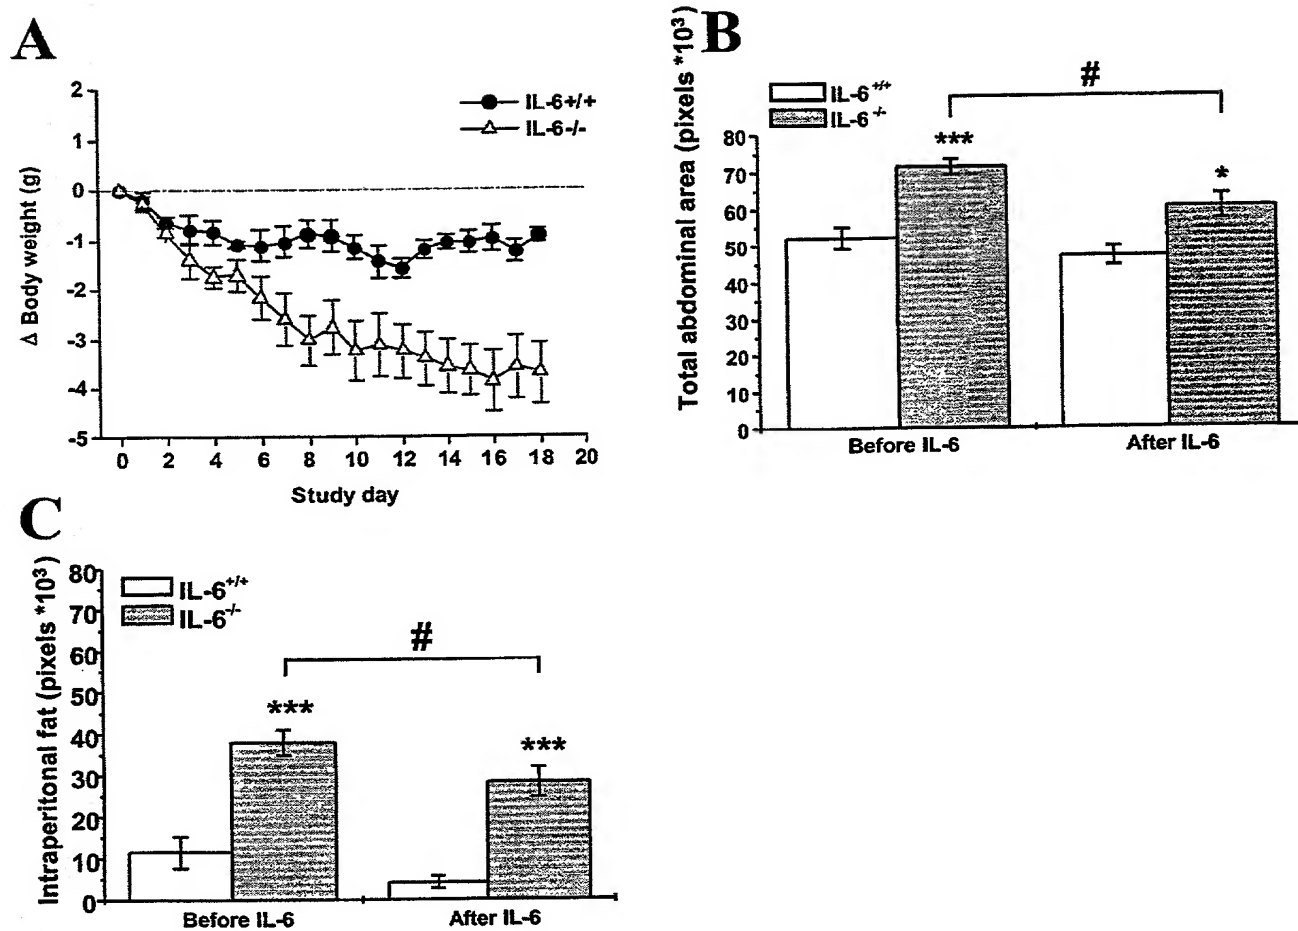 A
2
1
0
-1
-2
-3
-4
-5
Δ Body weight (g)
IL-6+/+
IL-6-/-
0 2 4 6 8 10 12 14 16 18 20
Study day
B
Total abdominal area (pixels *10³)
IL-6+/+
IL-6-/-
#
***
*
80
70
60
50
40
30
20
10
0
Before IL-6 After IL-6
C
Intraperitonal fat (pixels *10³)
IL-6+/+
IL-6-/-
#
***
***
80
70
60
50
40
30
20
10
0
Before IL-6 After IL-6